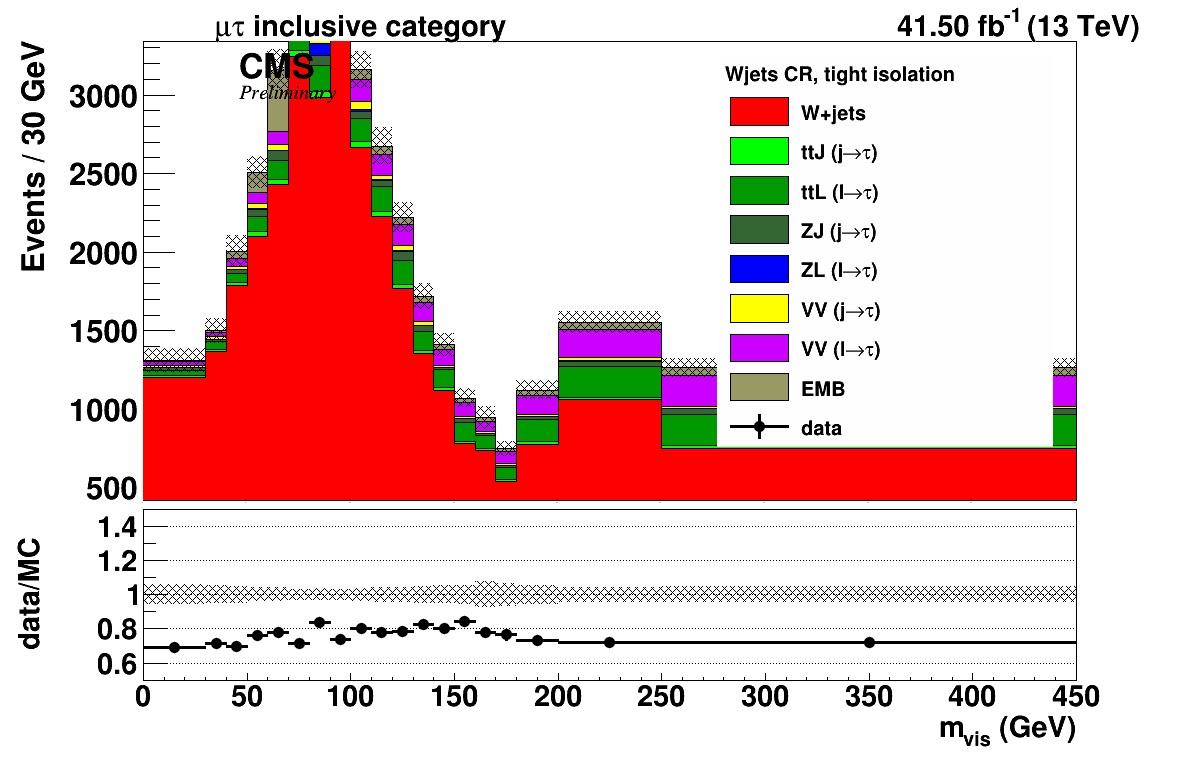 μτ inclusive category
41.50 fb-1 (13 TeV)
CMS
Preliminary
Events / 30 GeV
3000
2500
2000
1500
1000
500
Wjets CR, tight isolation
W+jets
ttJ (j→τ)
ttL (l→τ)
ZJ (j→τ)
ZL (l→τ)
VV (j→τ)
VV (l→τ)
EMB
data
data/MC
1.4
1.2
1
0.8
0.6
0 50 100 150 200 250 300 350 400 450
mvis (GeV)